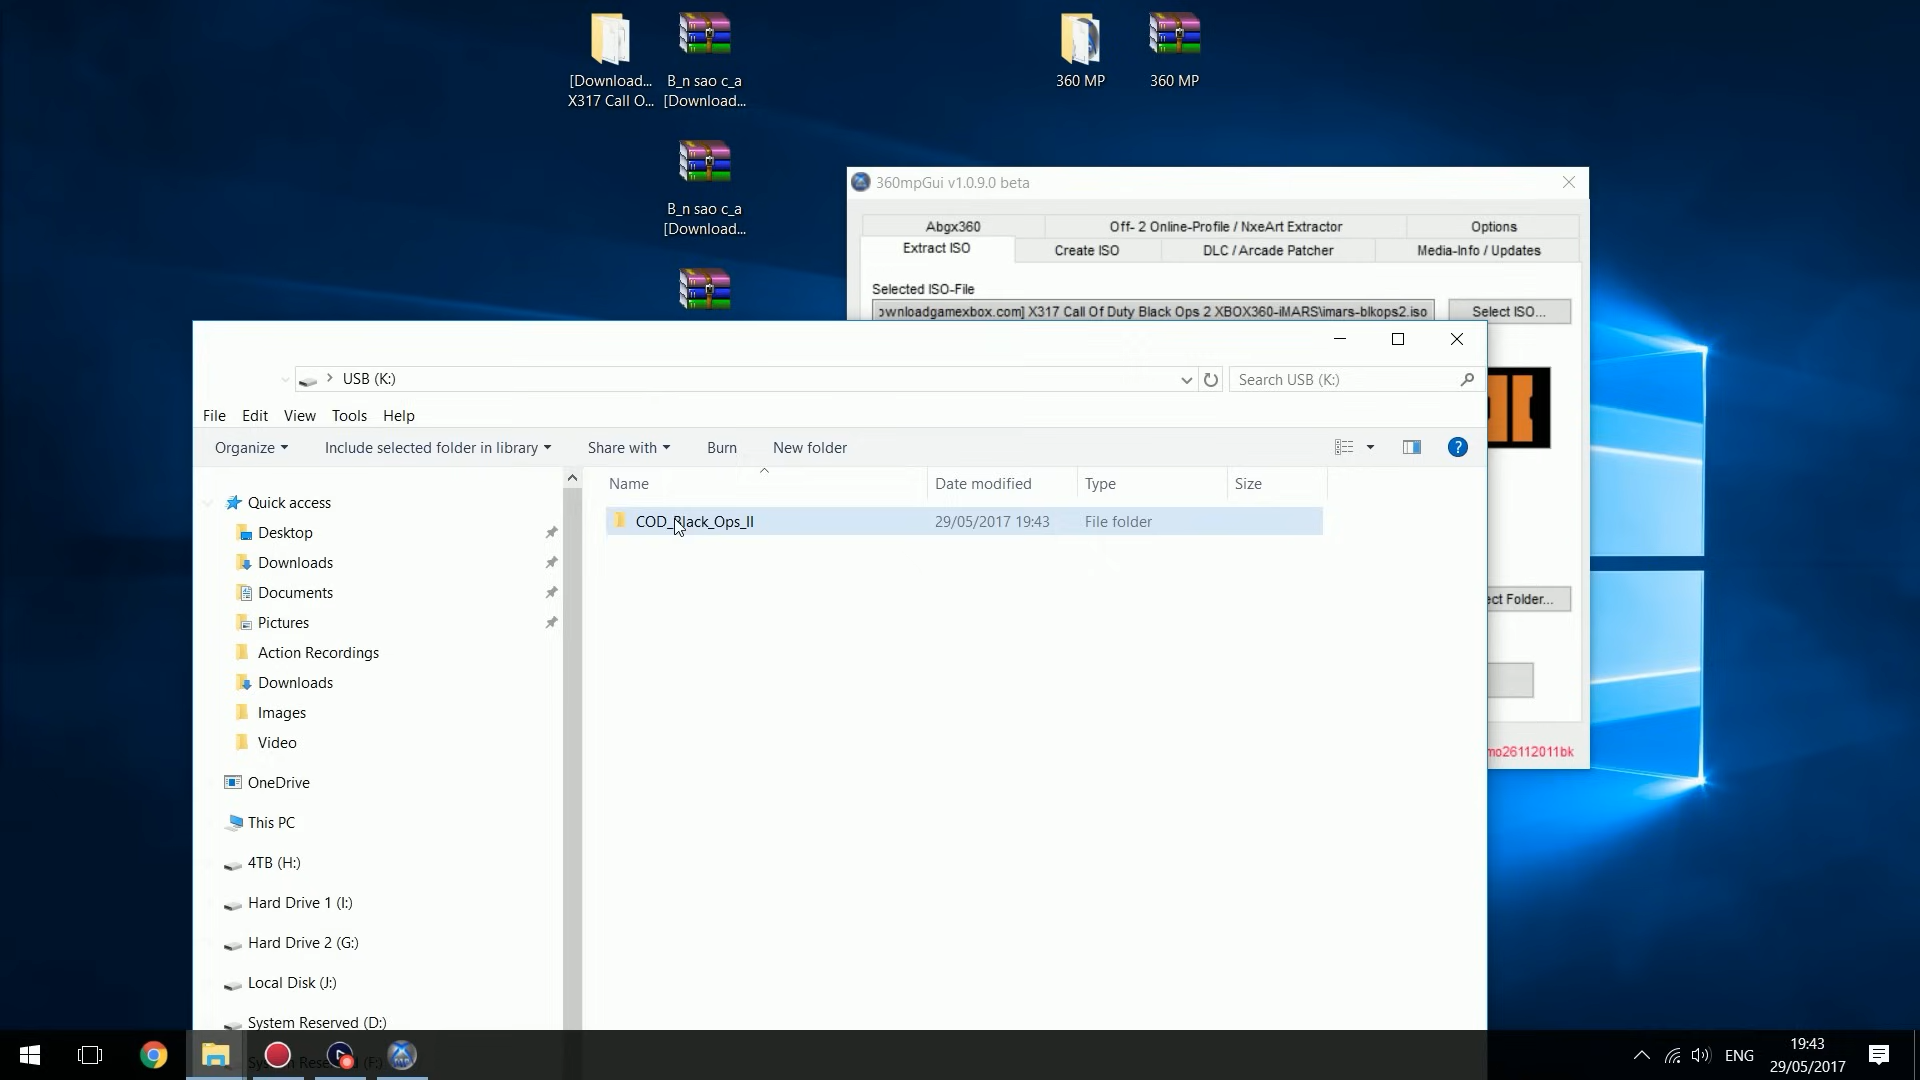 [Download...
X317 Call O...
B_n sao c_a
[Download...
360 MP
360 MP
B_n sao c_a
[Download...
360mpGui v1.0.9.0 beta
Abgx360
Off- 2 Online-Profile / NxeArt Extractor
Options
Extract ISO
Create ISO
DLC / Arcade Patcher
Media-Info / Updates
Selected ISO-File
ownloadgamexbox.com] X317 Call Of Duty Black Ops 2 XBOX360-iMARS\imars-blkops2.iso
Select ISO...
USB (K:)
Search USB (K:)
File
Edit
View
Tools
Help
Organize
Include selected folder in library
Share with
Burn
New folder
Name
Date modified
Type
Size
COD_Black_Ops_II
29/05/2017 19:43
File folder
Quick access
Desktop
Downloads
Documents
Pictures
Action Recordings
Downloads
Images
Video
OneDrive
This PC
4TB (H:)
Hard Drive 1 (I:)
Hard Drive 2 (G:)
Local Disk (J:)
System Reserved (D:)
ect Folder...
mo26112011bk
ENG
19:43
29/05/2017